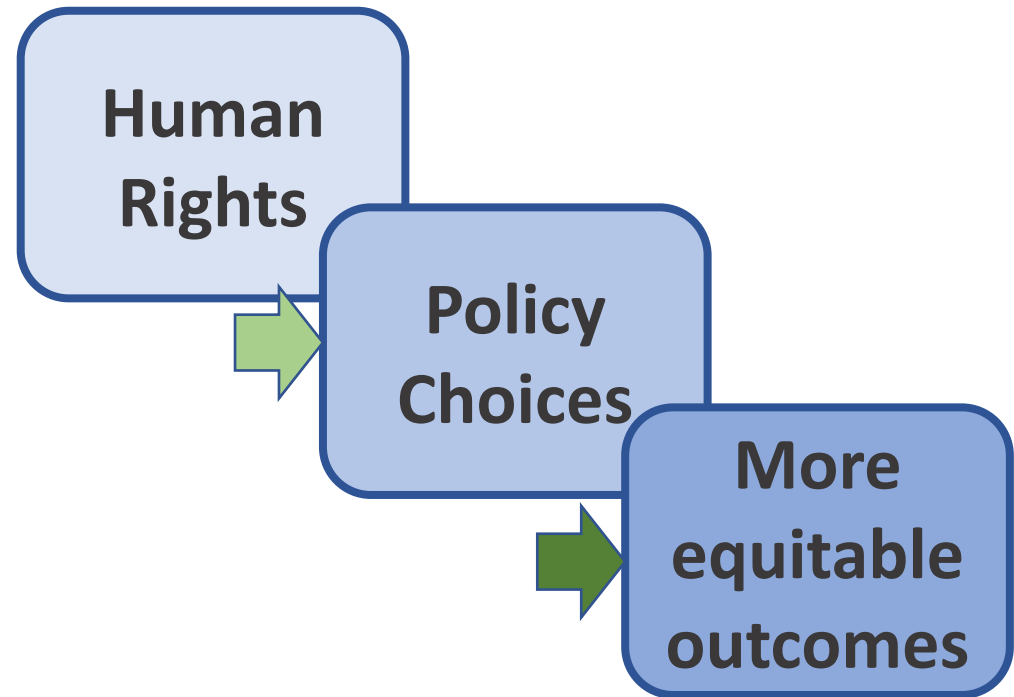 Human
Rights
Policy
Choices
More
equitable
outcomes